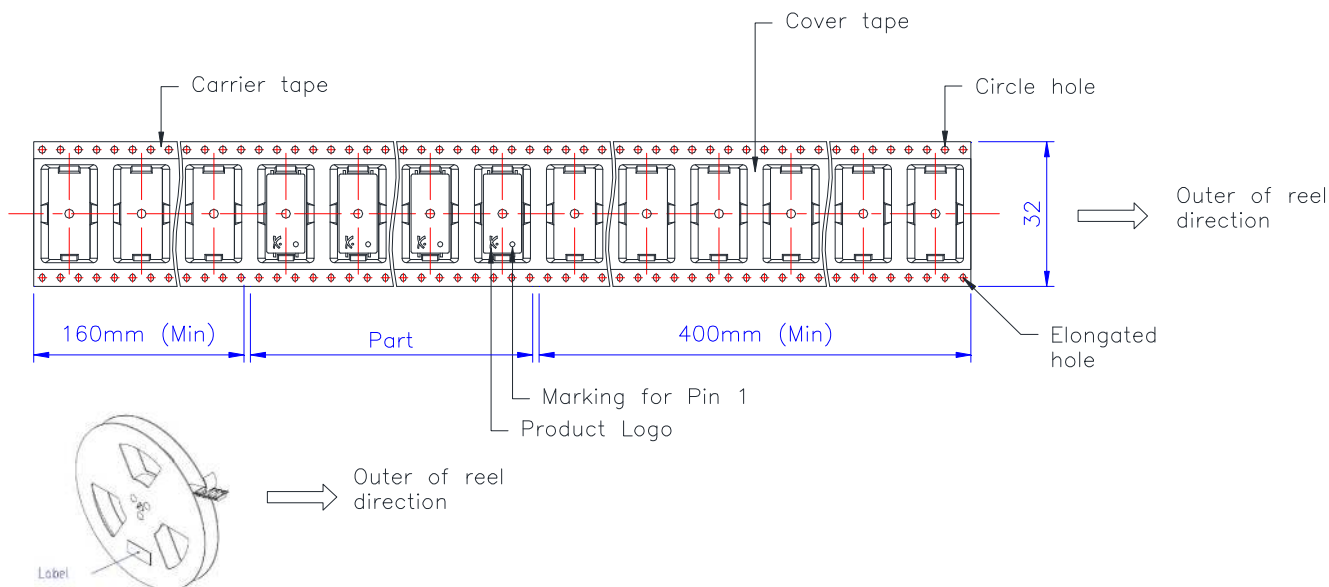 Cover tape
Carrier tape
Circle hole
Outer of reel
direction
32
K K K K
160mm (Min)
Part
400mm (Min)
Elongated
hole
Marking for Pin 1
Product Logo
Outer of reel
direction
Label